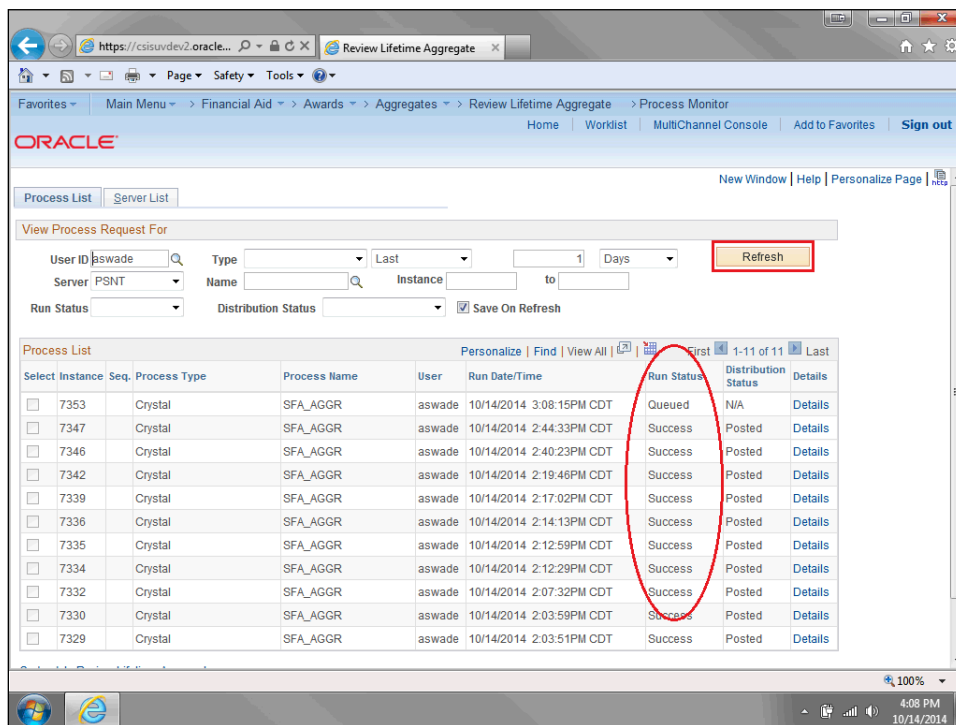 https://csisuvdev2.oracle... Review Lifetime Aggregate
Page Safety Tools
Favorites Main Menu > Financial Aid > Awards > Aggregates > Review Lifetime Aggregate > Process Monitor
Home Worklist MultiChannel Console Add to Favorites Sign out
ORACLE
New Window | Help | Personalize Page | http
Process List Server List
View Process Request For
User ID aswade Type Last 1 Days Refresh
Server PSNT Name Instance to
Run Status Distribution Status Save On Refresh
Process List Personalize | Find | View All | First 1-11 of 11 Last
Select Instance Seq. Process Type Process Name User Run Date/Time Run Status Distribution Status Details
7353 Crystal SFA_AGGR aswade 10/14/2014 3:08:15PM CDT Queued N/A Details
7347 Crystal SFA_AGGR aswade 10/14/2014 2:44:33PM CDT Success Posted Details
7346 Crystal SFA_AGGR aswade 10/14/2014 2:40:23PM CDT Success Posted Details
7342 Crystal SFA_AGGR aswade 10/14/2014 2:19:46PM CDT Success Posted Details
7339 Crystal SFA_AGGR aswade 10/14/2014 2:17:02PM CDT Success Posted Details
7336 Crystal SFA_AGGR aswade 10/14/2014 2:14:13PM CDT Success Posted Details
7335 Crystal SFA_AGGR aswade 10/14/2014 2:12:59PM CDT Success Posted Details
7334 Crystal SFA_AGGR aswade 10/14/2014 2:12:29PM CDT Success Posted Details
7332 Crystal SFA_AGGR aswade 10/14/2014 2:07:32PM CDT Success Posted Details
7330 Crystal SFA_AGGR aswade 10/14/2014 2:03:59PM CDT Success Posted Details
7329 Crystal SFA_AGGR aswade 10/14/2014 2:03:51PM CDT Success Posted Details
100%
4:08 PM
10/14/2014